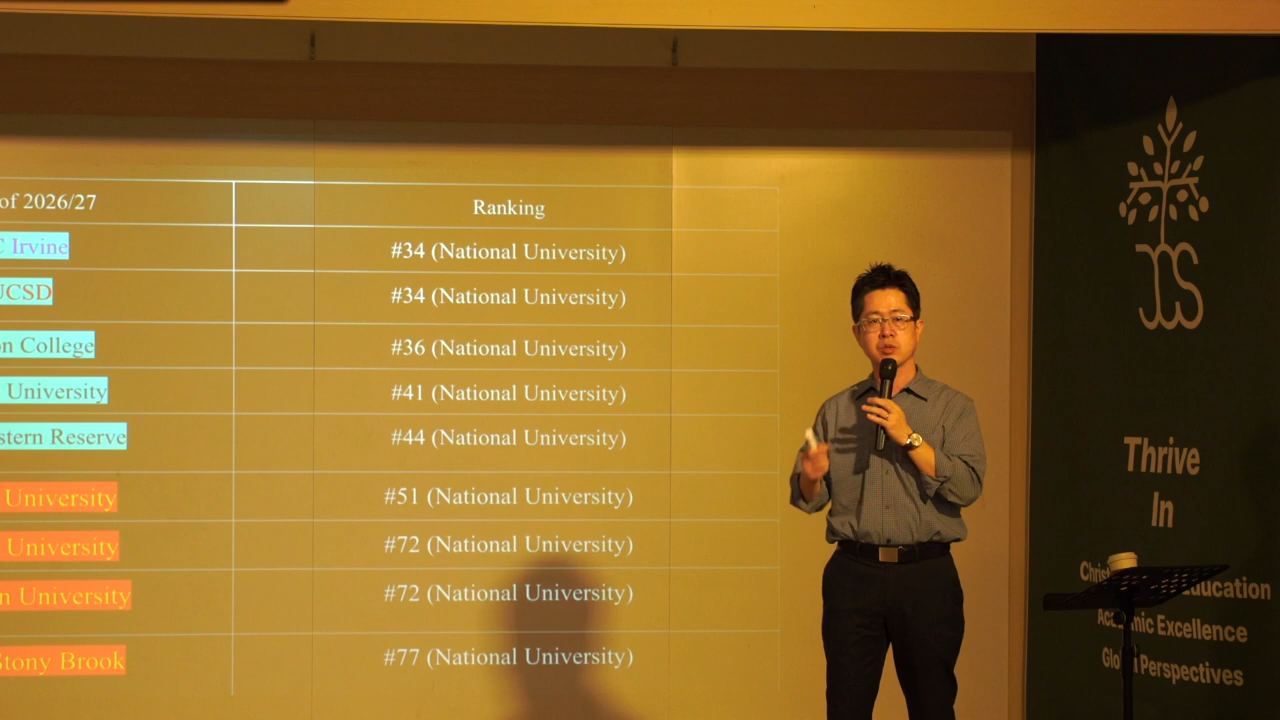 of 2026/27 Ranking
C Irvine #34 (National University)
UCSD #34 (National University)
on College #36 (National University)
University #41 (National University)
stern Reserve #44 (National University)
University #51 (National University)
University #72 (National University)
n University #72 (National University)
Stony Brook #77 (National University)
Thrive
In
Christ ducation
Academic Excellence
Global Perspectives